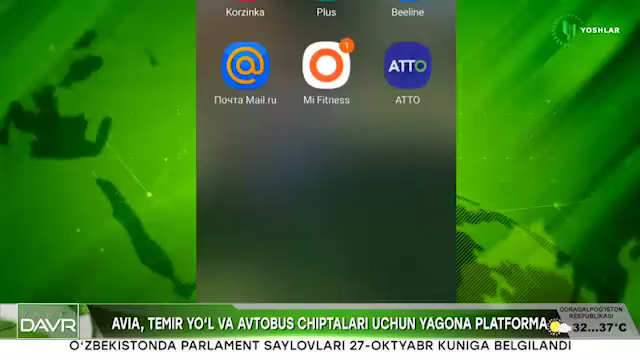 Korzinka
Plus
Beeline
YOSHLAR
1
ATTO
Почта Mail.ru
Mi Fitness
ATTO
DAVR
AVIA, TEMIR YO‘L VA AVTOBUS CHIPTALARI UCHUN YAGONA PLATFORMA
QORAQALPOG‘ISTON
RESPUBLIKASI
32...37°C
O‘ZBEKISTONDA PARLAMENT SAYLOVLARI 27-OKTYABR KUNIGA BELGILANDI